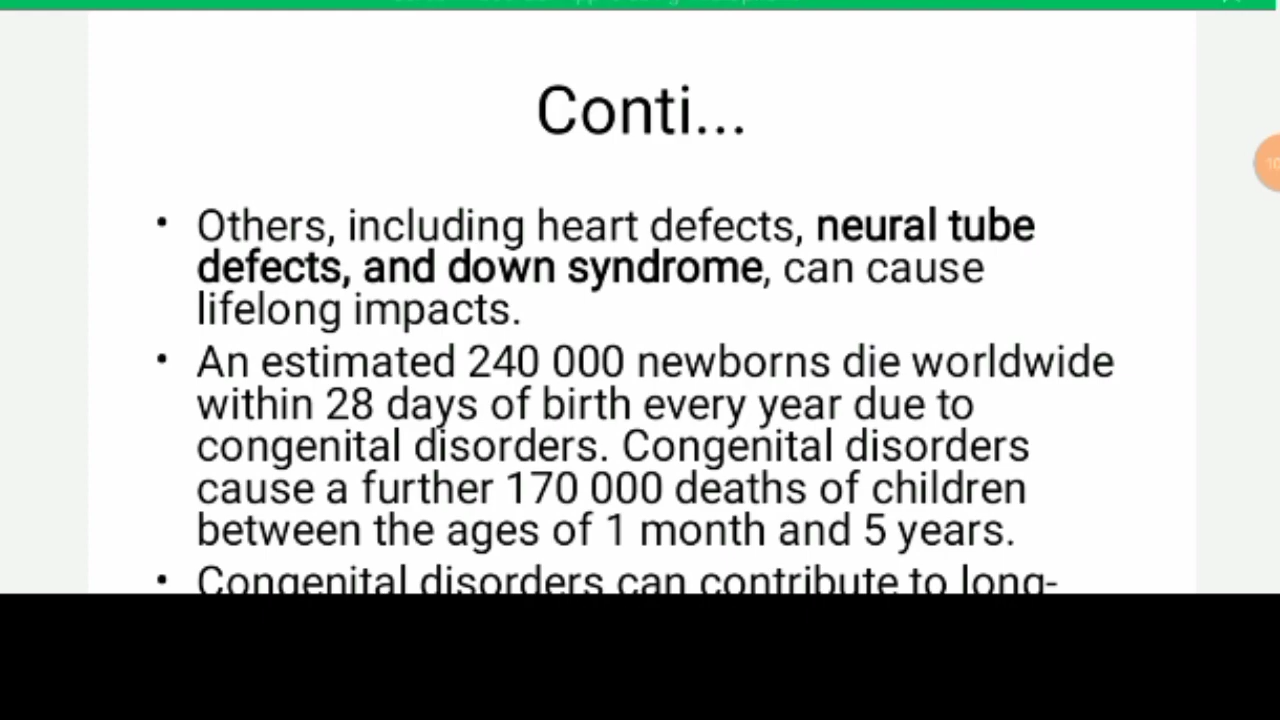 Conti...
• Others, including heart defects, neural tube
defects, and down syndrome, can cause
lifelong impacts.
• An estimated 240 000 newborns die worldwide
within 28 days of birth every year due to
congenital disorders. Congenital disorders
cause a further 170 000 deaths of children
between the ages of 1 month and 5 years.
• Congenital disorders can contribute to long-
10